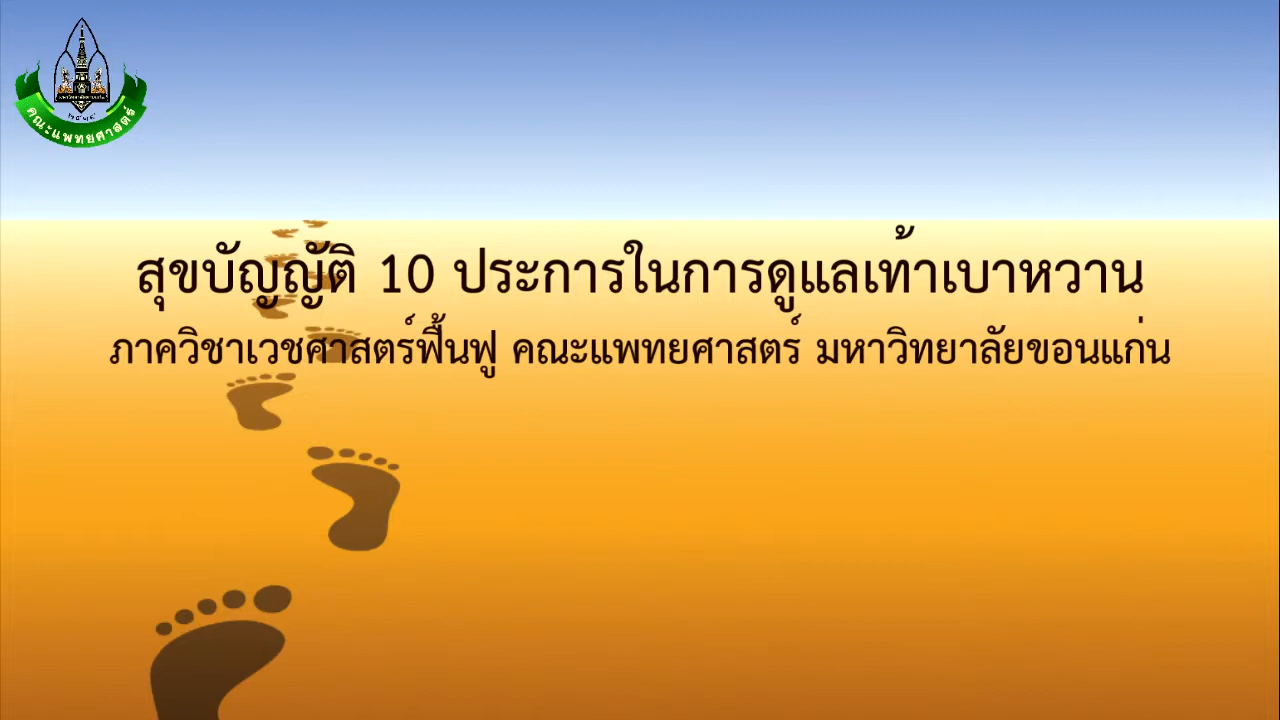 คณะแพทยศาสตร์
สุขบัญญัติ 10 ประการในการดูแลเท้าเบาหวาน
ภาควิชาเวชศาสตร์ฟื้นฟู คณะแพทยศาสตร์ มหาวิทยาลัยขอนแก่น